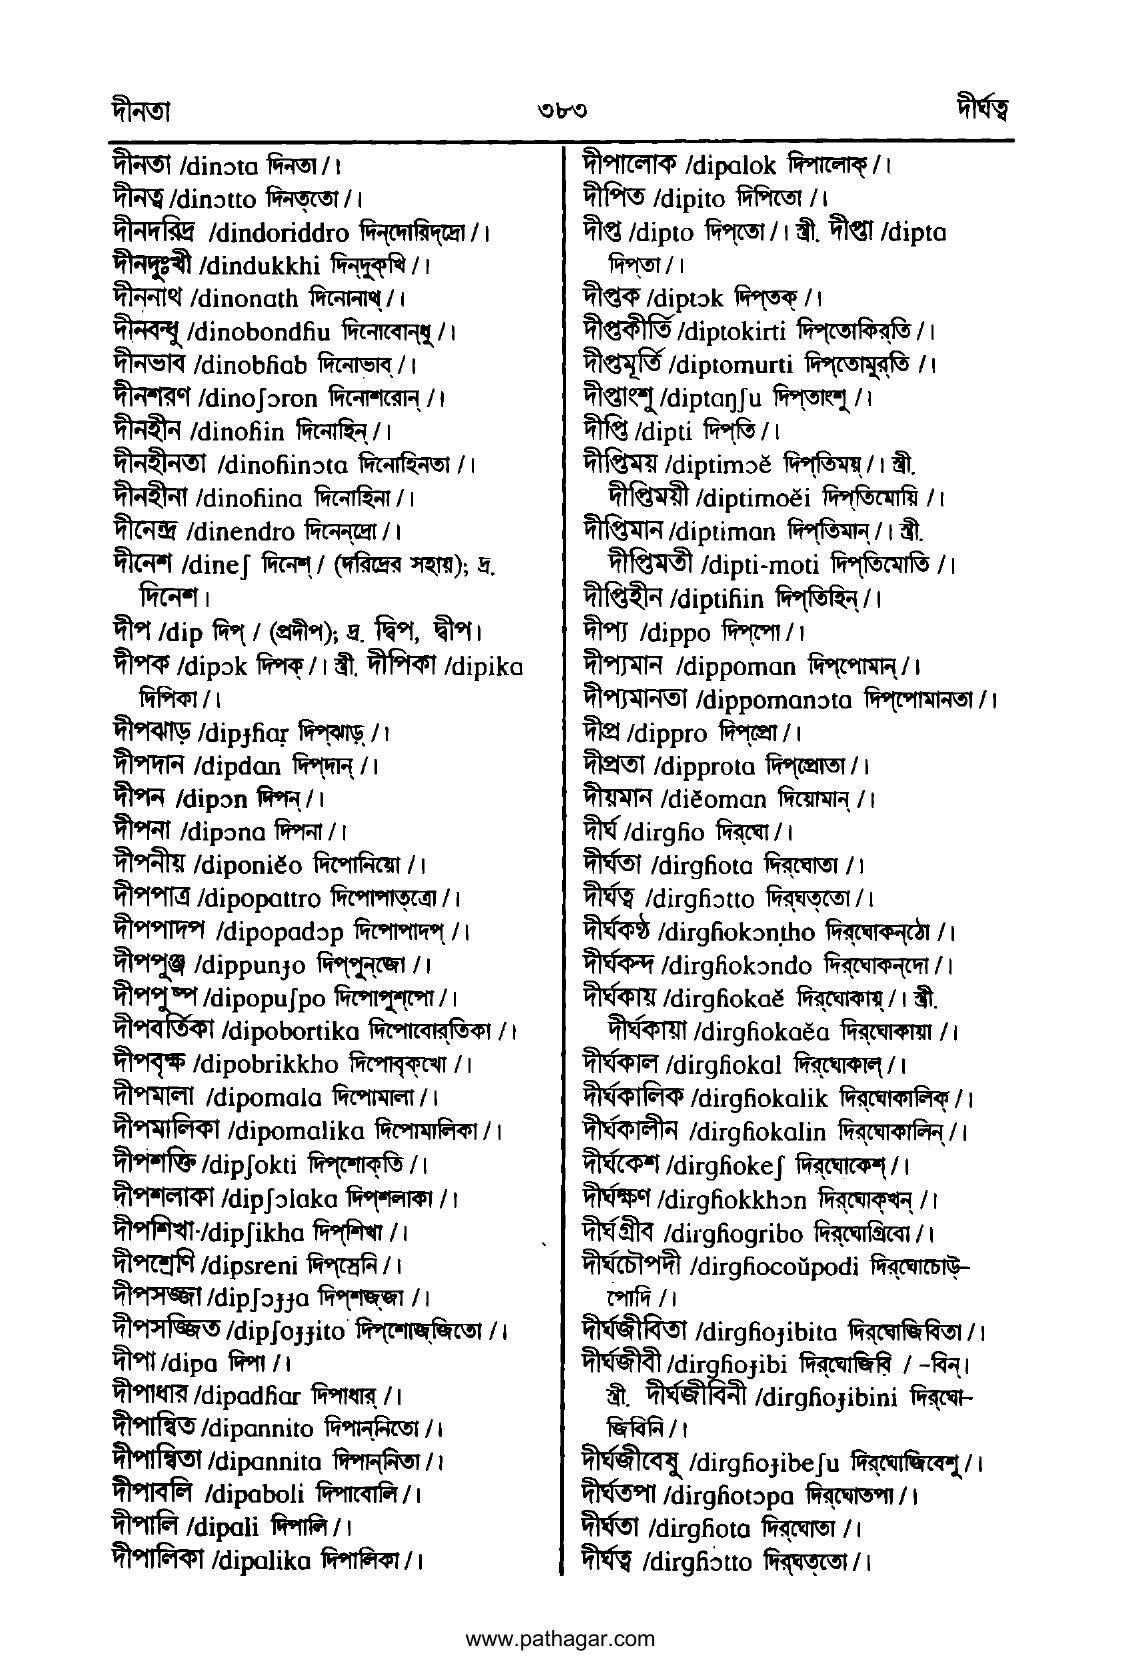 দীনতা ৩৮৩ দীর্ঘত্ব
দীনতা /dinɔta দিনতা /।
দীনত্ব /dinɔtto দিনত্‌তো /।
দীনদরিদ্র /dindoriddro দিন্‌দোরিদ্‌দ্রো /।
দীনদুঃখী /dindukkhi দিন্‌দুক্‌খি /।
দীননাথ /dinonath দিনোনাথ্‌ /।
দীনবন্ধু /dinobondɦu দিনোবোন্‌ধু /।
দীনভাব /dinobɦab দিনোভাব্‌ /।
দীনশরণ /dinoʃɔron দিনোশরোন্‌ /।
দীনহীন /dinoɦin দিনোহিন্‌ /।
দীনহীনতা /dinoɦinɔta দিনোহিনতা /।
দীনহীনা /dinoɦina দিনোহিনা /।
দীনেন্দ্র /dinendro দিনেন্‌দ্রো /।
দীনেশ /dineʃ দিনেশ্‌ / (দরিদ্রের সহায়); দ্র.
দিনেশ।
দীপ /dip দিপ্‌ / (প্রদীপ); দ্র. দ্বিপ, দ্বীপ।
দীপক /dipɔk দিপক্‌ /। স্ত্রী. দীপিকা /dipika
দিপিকা /।
দীপঝাড় /dipɟɦaṛ দিপ্‌ঝাড়্‌ /।
দীপদান /dipdan দিপ্‌দান্‌ /।
দীপন /dipɔn দিপন্‌ /।
দীপনা /dipɔna দিপনা /।
দীপনীয় /diponiĕo দিপোনিয়ো /।
দীপপাত্র /dipopattro দিপোপাত্‌ত্রো /।
দীপপাদপ /dipopadɔp দিপোপাদপ্‌ /।
দীপপুঞ্জ /dippunɟo দিপ্‌পুন্‌জো /।
দীপপুষ্প /dipopuʃpo দিপোপুশ্‌পো /।
দীপবর্তিকা /dipobortika দিপোবোর্‌তিকা /।
দীপবৃক্ষ /dipobrikkho দিপোবৃক্‌খো /।
দীপমালা /dipomala দিপোমালা /।
দীপমালিকা /dipomalika দিপোমালিকা /।
দীপশক্তি /dipʃokti দিপ্‌শোক্‌তি /।
দীপশলাকা /dipʃɔlaka দিপ্‌শলাকা /।
দীপশিখা /dipʃikha দিপ্‌শিখা /।
দীপশ্রেণি /dipsreni দিপ্‌স্রেনি /।
দীপসজ্জা /dipʃɔɟɟa দিপ্‌শজ্‌জা /।
দীপসজ্জিত /dipʃoɟɟito দিপ্‌শোজ্‌জিতো /।
দীপা /dipa দিপা /।
দীপাধার /dipadɦar দিপাধার্‌ /।
দীপান্বিত /dipannito দিপান্‌নিতো /।
দীপান্বিতা /dipannita দিপান্‌নিতা /।
দীপাবলি /dipaboli দিপাবোলি /।
দীপালি /dipali দিপালি /।
দীপালিকা /dipalika দিপালিকা /।
দীপালোক /dipalok দিপালোক্‌ /।
দীপিত /dipito দিপিতো /।
দীপ্ত /dipto দিপ্‌তো /। স্ত্রী. দীপ্তা /dipta
দিপ্‌তা /।
দীপ্তক /diptɔk দিপ্‌তক্‌ /।
দীপ্তকীর্তি /diptokirti দিপ্‌তোকির্‌তি /।
দীপ্তমূর্তি /diptomurti দিপ্‌তোমুর্‌তি /।
দীপ্তাংশু /diptaŋʃu দিপ্‌তাংশু /।
দীপ্তি /dipti দিপ্‌তি /।
দীপ্তিময় /diptimɔĕ দিপ্‌তিময়্‌ /। স্ত্রী.
দীপ্তিময়ী /diptimoĕi দিপ্‌তিমোয়ি /।
দীপ্তিমান /diptiman দিপ্‌তিমান্‌ /। স্ত্রী.
দীপ্তিমতী /dipti-moti দিপ্‌তিমোতি /।
দীপ্তিহীন /diptiɦin দিপ্‌তিহিন্‌ /।
দীপ্য /dippo দিপ্‌পো /।
দীপ্যমান /dippoman দিপ্‌পোমান্‌ /।
দীপ্যমানতা /dippomanɔta দিপ্‌পোমানতা /।
দীপ্র /dippro দিপ্‌প্রো /।
দীপ্রতা /dipprota দিপ্‌প্রোতা /।
দীয়মান /diĕoman দিয়োমান্‌ /।
দীর্ঘ /dirgɦo দির্‌ঘো /।
দীর্ঘতা /dirgɦota দির্‌ঘোতা /।
দীর্ঘত্ব /dirgɦɔtto দির্‌ঘত্‌তো /।
দীর্ঘকণ্ঠ /dirgɦokɔnṭho দির্‌ঘোকন্‌ঠো /।
দীর্ঘকন্দ /dirgɦokɔndo দির্‌ঘোকন্‌দো /।
দীর্ঘকায় /dirgɦokaĕ দির্‌ঘোকায়্‌ /। স্ত্রী.
দীর্ঘকায়া /dirgɦokaĕa দির্‌ঘোকায়া /।
দীর্ঘকাল /dirgɦokal দির্‌ঘোকাল্‌ /।
দীর্ঘকালিক /dirgɦokalik দির্‌ঘোকালিক্‌ /।
দীর্ঘকালীন /dirgɦokalin দির্‌ঘোকালিন্‌ /।
দীর্ঘকেশ /dirgɦokeʃ দির্‌ঘোকেশ্‌ /।
দীর্ঘক্ষণ /dirgɦokkhɔn দির্‌ঘোক্‌খন্‌ /।
দীর্ঘগ্রীব /dirgɦogribo দির্‌ঘোগ্রিবো /।
দীর্ঘচৌপদী /dirgɦocoŭpodi দির্‌ঘোচোউ-
পোদি /।
দীর্ঘজীবিতা /dirgɦoɟibita দির্‌ঘোজিবিতা /।
দীর্ঘজীবী /dirgɦoɟibi দির্‌ঘোজিবি / -বিন্‌।
স্ত্রী. দীর্ঘজীবিনী /dirgɦoɟibini দির্‌ঘো-
জিবিনি /।
দীর্ঘজীবেষু /dirgɦoɟibeʃu দির্‌ঘোজিবেশু /।
দীর্ঘতপা /dirgɦotɔpa দির্‌ঘোতপা /।
দীর্ঘতা /dirgɦota দির্‌ঘোতা /।
দীর্ঘত্ব /dirgɦɔtto দির্‌ঘত্‌তো /।
www.pathagar.com